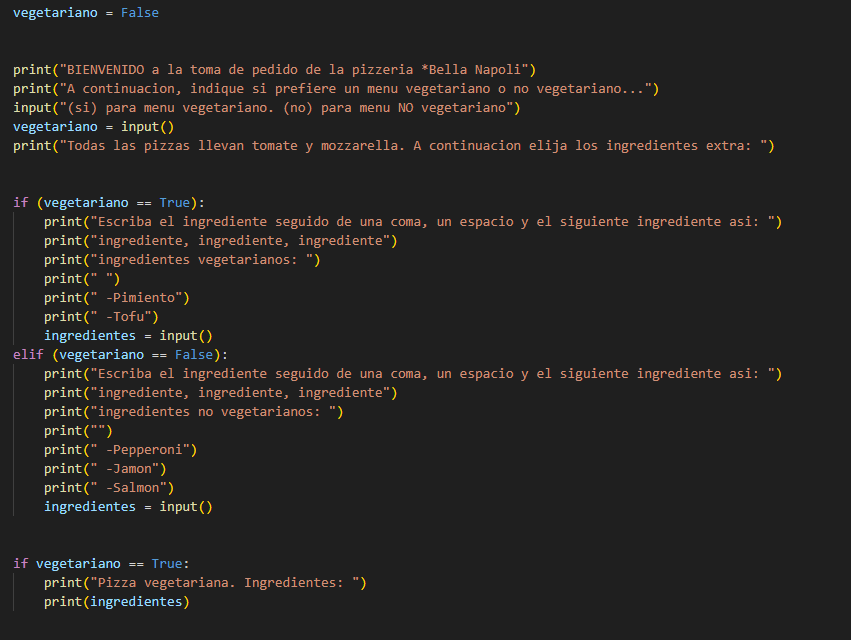 vegetariano = False
print("BIENVENIDO a la toma de pedido de la pizzeria *Bella Napoli")
print("A continuacion, indique si prefiere un menu vegetariano o no vegetariano...")
input("(si) para menu vegetariano. (no) para menu NO vegetariano")
vegetariano = input()
print("Todas las pizzas llevan tomate y mozzarella. A continuacion elija los ingredientes extra: ")
if (vegetariano == True):
    print("Escriba el ingrediente seguido de una coma, un espacio y el siguiente ingrediente asi: ")
    print("ingrediente, ingrediente, ingrediente")
    print("ingredientes vegetarianos: ")
    print(" ")
    print(" -Pimiento")
    print(" -Tofu")
    ingredientes = input()
elif (vegetariano == False):
    print("Escriba el ingrediente seguido de una coma, un espacio y el siguiente ingrediente asi: ")
    print("ingrediente, ingrediente, ingrediente")
    print("ingredientes no vegetarianos: ")
    print("")
    print(" -Pepperoni")
    print(" -Jamon")
    print(" -Salmon")
    ingredientes = input()
if vegetariano == True:
    print("Pizza vegetariana. Ingredientes: ")
    print(ingredientes)